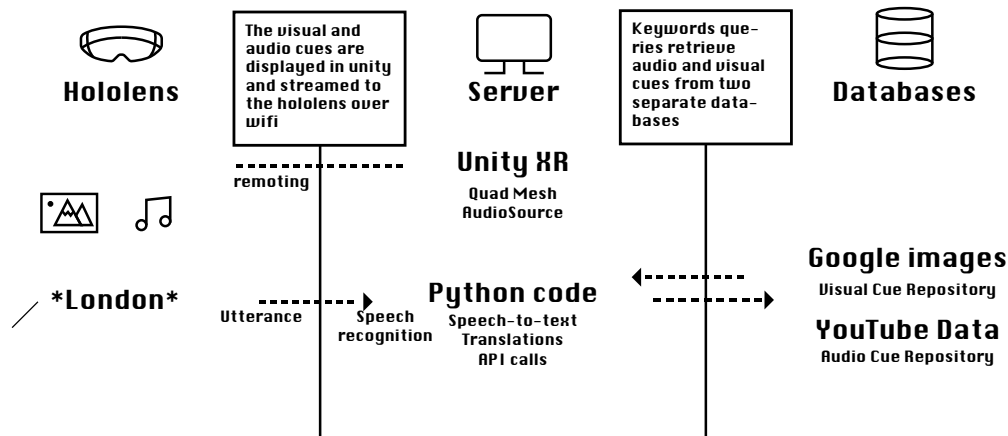 Hololens
The visual and
audio cues are
displayed in unity
and streamed to
the hololens over
wifi
Server
Keywords que-
ries retrieve
audio and visual
cues from two
separate data-
bases
Databases
remoting
Unity XR
Quad Mesh
AudioSource
*London*
Utterance
Speech
recognition
Python code
Speech-to-text
Translations
API calls
Google images
Visual Cue Repository
YouTube Data
Audio Cue Repository